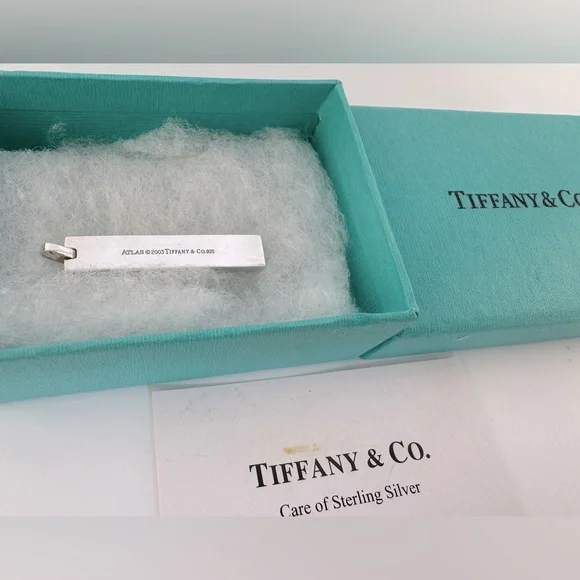 ATLAS © 2003 TIFFANY & CO. 925
TIFFANY & CO
TIFFANY & CO.
Care of Sterling Silver